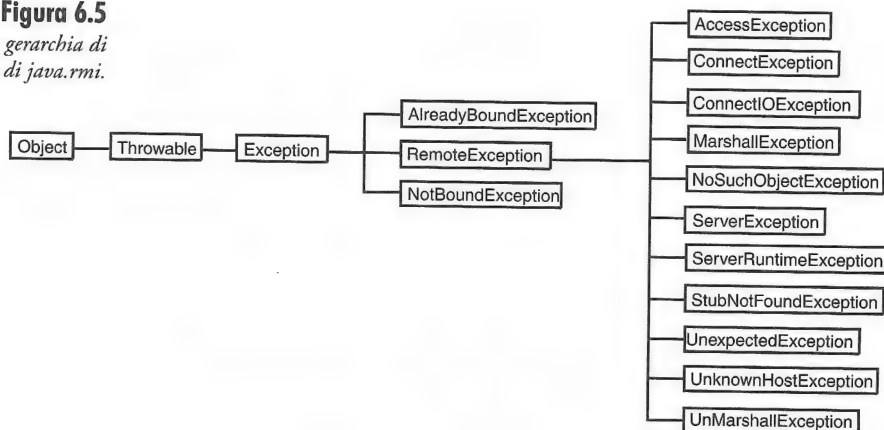 Figura 6.5
gerarchia di
di java.rmi.
Object
Throwable
Exception
AlreadyBoundException
RemoteException
NotBoundException
AccessException
ConnectException
ConnectIOException
MarshallException
NoSuchObjectException
ServerException
ServerRuntimeException
StubNotFoundException
UnexpectedException
UnknownHostException
UnMarshallException